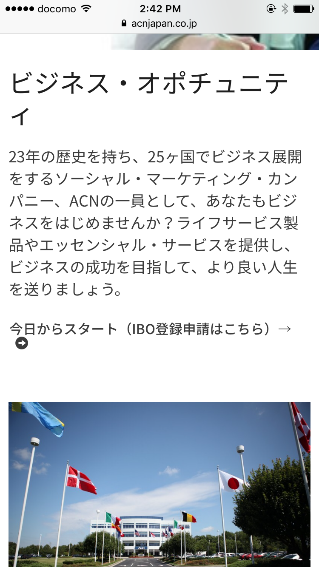 docomo 2:42 PM
acnjapan.co.jp
ビジネス・オポチュニテ
ィ
23年の歴史を持ち、25ヶ国でビジネス展開
をするソーシャル・マーケティング・カン
パニー、ACNの一員として、あなたもビジ
ネスをはじめませんか？ライフサービス製
品やエッセンシャル・サービスを提供し、
ビジネスの成功を目指して、より良い人生
を送りましょう。
今日からスタート（IBO登録申請はこちら）→